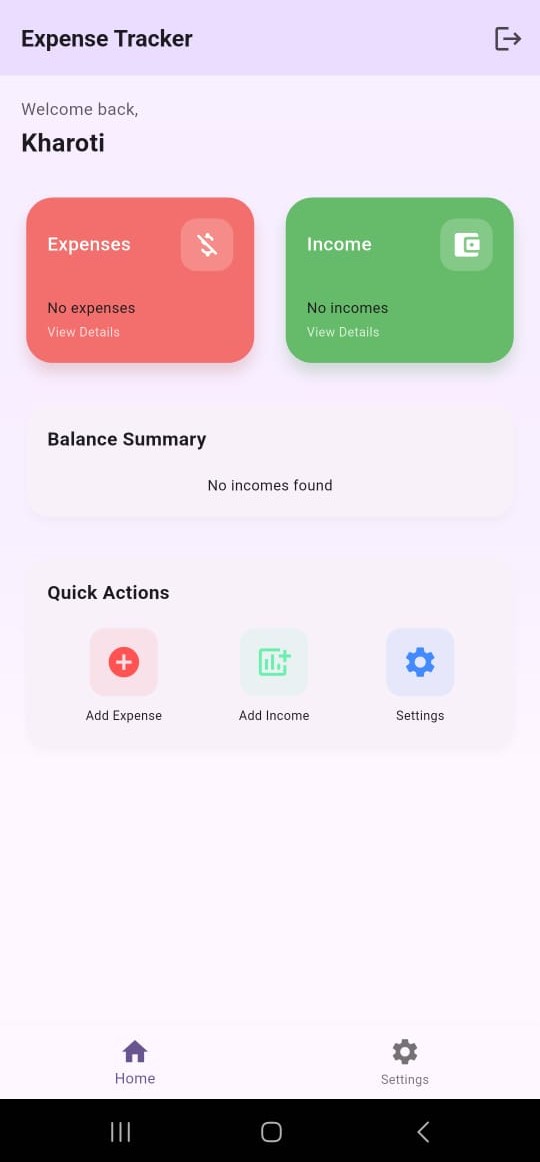 Expense Tracker
Welcome back,
Kharoti
Expenses
Income
No expenses
No incomes
View Details
View Details
Balance Summary
No incomes found
Quick Actions
Add Expense
Add Income
Settings
Home
Settings